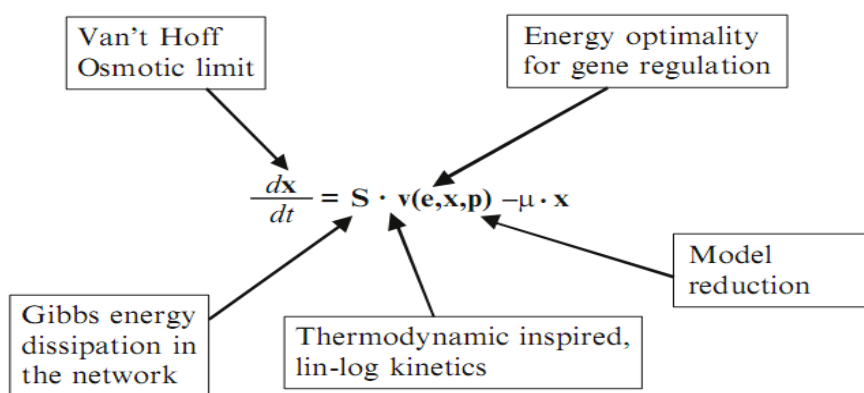 Van't Hoff
Osmotic limit
Energy optimality
for gene regulation
dx/dt = S · v(e,x,p) –μ · x
Model
reduction
Gibbs energy
dissipation in
the network
Thermodynamic inspired,
lin-log kinetics